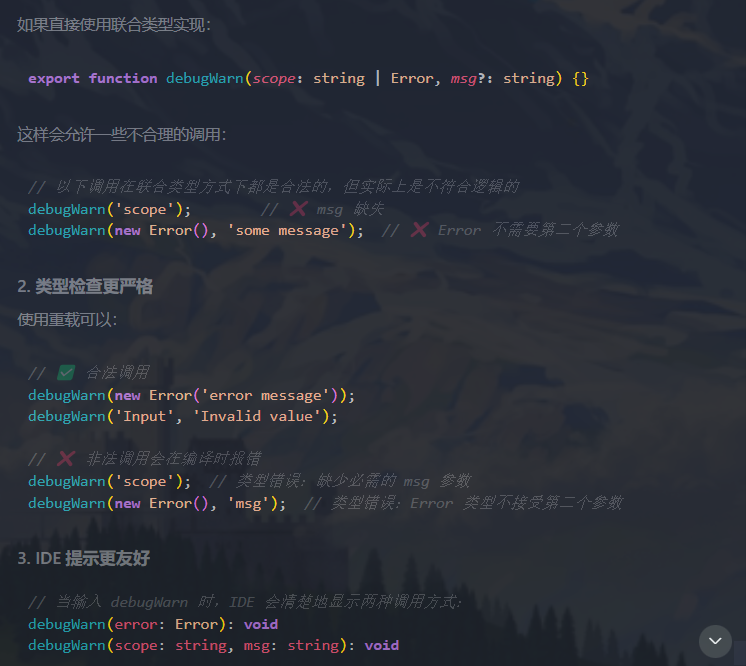 如果直接使用联合类型实现：
export function debugWarn(scope: string | Error, msg?: string) {}
这样会允许一些不合理的调用：
// 以下调用在联合类型方式下都是合法的，但实际上是不符合逻辑的
debugWarn('scope'); // ❌ msg 缺失
debugWarn(new Error(), 'some message'); // ❌ Error 不需要第二个参数
2. 类型检查更严格
使用重载可以：
// ✅ 合法调用
debugWarn(new Error('error message'));
debugWarn('Input', 'Invalid value');
// ❌ 非法调用会在编译时报错
debugWarn('scope'); // 类型错误：缺少必需的 msg 参数
debugWarn(new Error(), 'msg'); // 类型错误：Error 类型不接受第二个参数
3. IDE 提示更友好
// 当输入 debugWarn 时，IDE 会清楚地显示两种调用方式：
debugWarn(error: Error): void
debugWarn(scope: string, msg: string): void